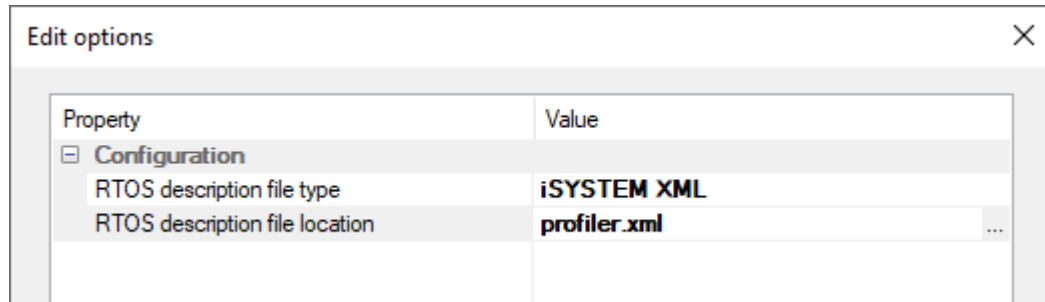 Edit options
Property Value
Configuration
RTOS description file type iSYSTEM XML
RTOS description file location profiler.xml ...